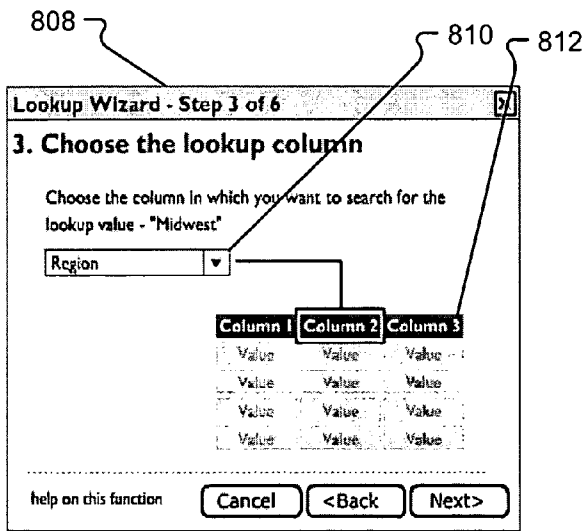 808
810
812
Lookup Wizard - Step 3 of 6
X
3. Choose the lookup column
Choose the column in which you want to search for the
lookup value - "Midwest"
Region
Column 1 Column 2 Column 3
Value Value Value
Value Value Value
Value Value Value
Value Value Value
help on this function Cancel <Back Next>